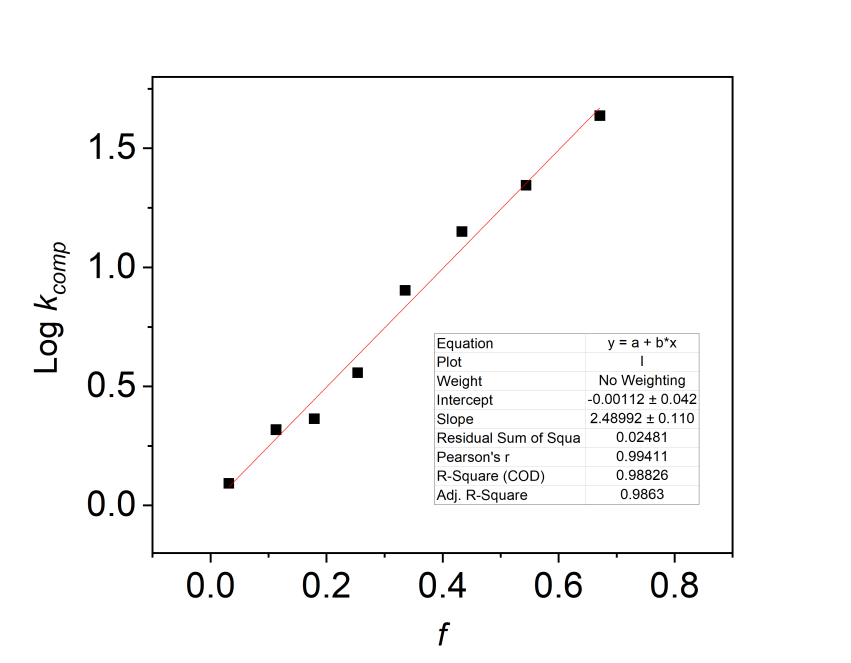 1.5
1.0
0.5
0.0
Log k_comp
0.0 0.2 0.4 0.6 0.8
f
Equation y = a + b*x
Plot I
Weight No Weighting
Intercept -0.00112 ± 0.042
Slope 2.48992 ± 0.110
Residual Sum of Squa 0.02481
Pearson's r 0.99411
R-Square (COD) 0.98826
Adj. R-Square 0.9863